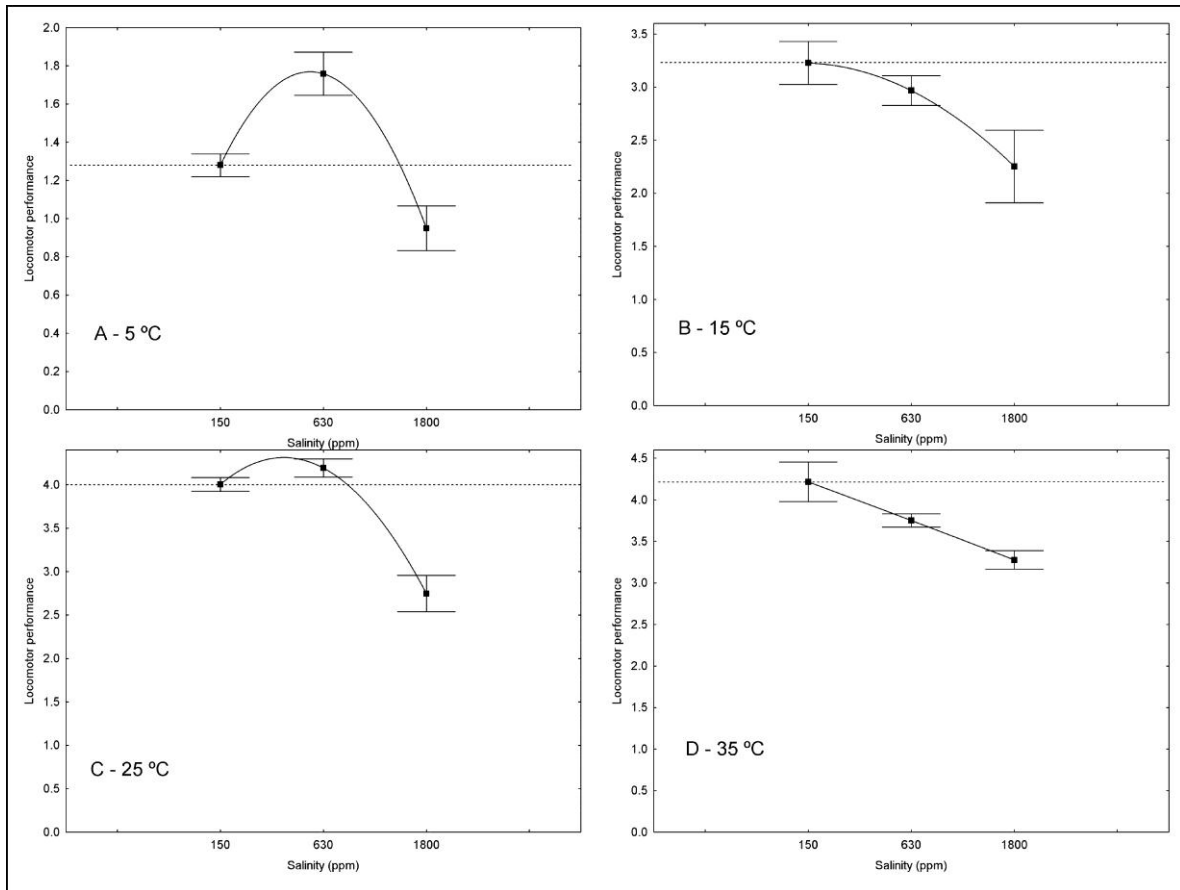 2.0
1.8
1.6
1.4
1.2
1.0
0.8
0.6
0.4
0.2
0.0
Locomotor performance
A - 5 ºC
150 630 1800
Salinity (ppm)
3.5
3.0
2.5
2.0
1.5
1.0
0.5
0.0
Locomotor performance
B - 15 ºC
150 630 1800
Salinity (ppm)
4.0
3.5
3.0
2.5
2.0
1.5
1.0
0.5
0.0
Locomotor performance
C - 25 ºC
150 630 1800
Salinity (ppm)
4.5
4.0
3.5
3.0
2.5
2.0
1.5
1.0
0.5
0.0
Locomotor performance
D - 35 ºC
150 630 1800
Salinity (ppm)